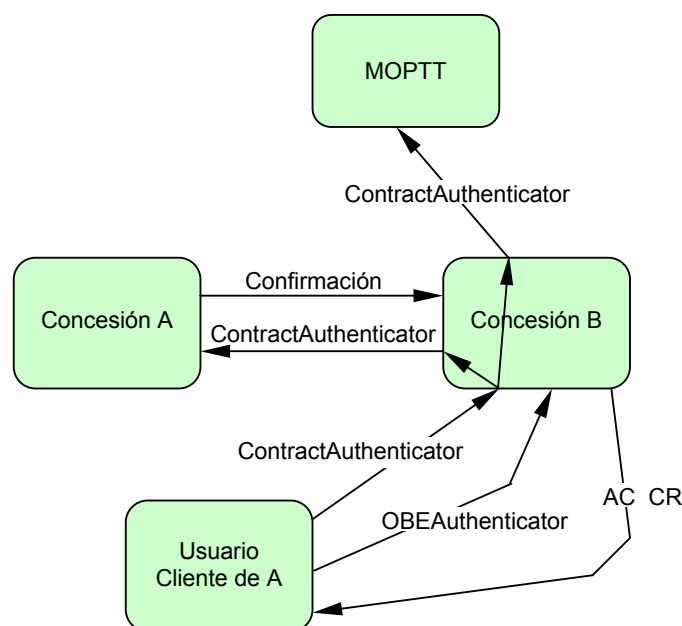 MOPTT
ContractAuthenticator
Confirmación
Concesión A
Concesión B
ContractAuthenticator
ContractAuthenticator
AC CR
OBEAuthenticator
Usuario
Cliente de A